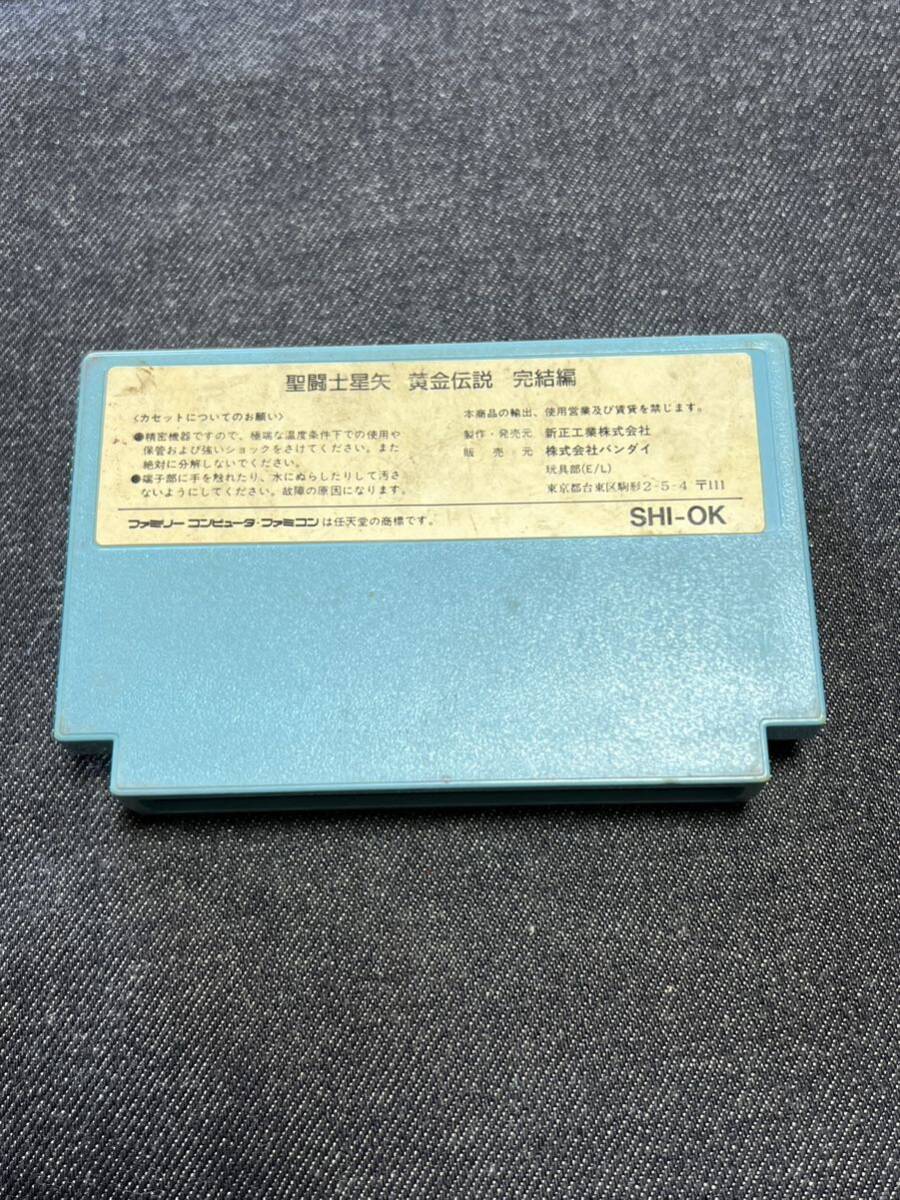 聖闘士星矢 黄金伝説 完結編
〈カセットについてのお願い〉
●精密機器ですので、極端な温度条件下での使用や
保管および強いショックをさけてください。また
絶対に分解しないでください。
●端子部に手を触れたり、水にぬらしたりして汚さ
ないようにしてください。故障の原因になります。
本商品の輸出、使用営業及び賃貸を禁じます。
製作・発売元 新正工業株式会社
販売元 株式会社バンダイ
玩具部(E/L)
東京都台東区駒形2-5-4 〒111
ファミリーコンピュータ・ファミコンは任天堂の商標です。
SHI-OK